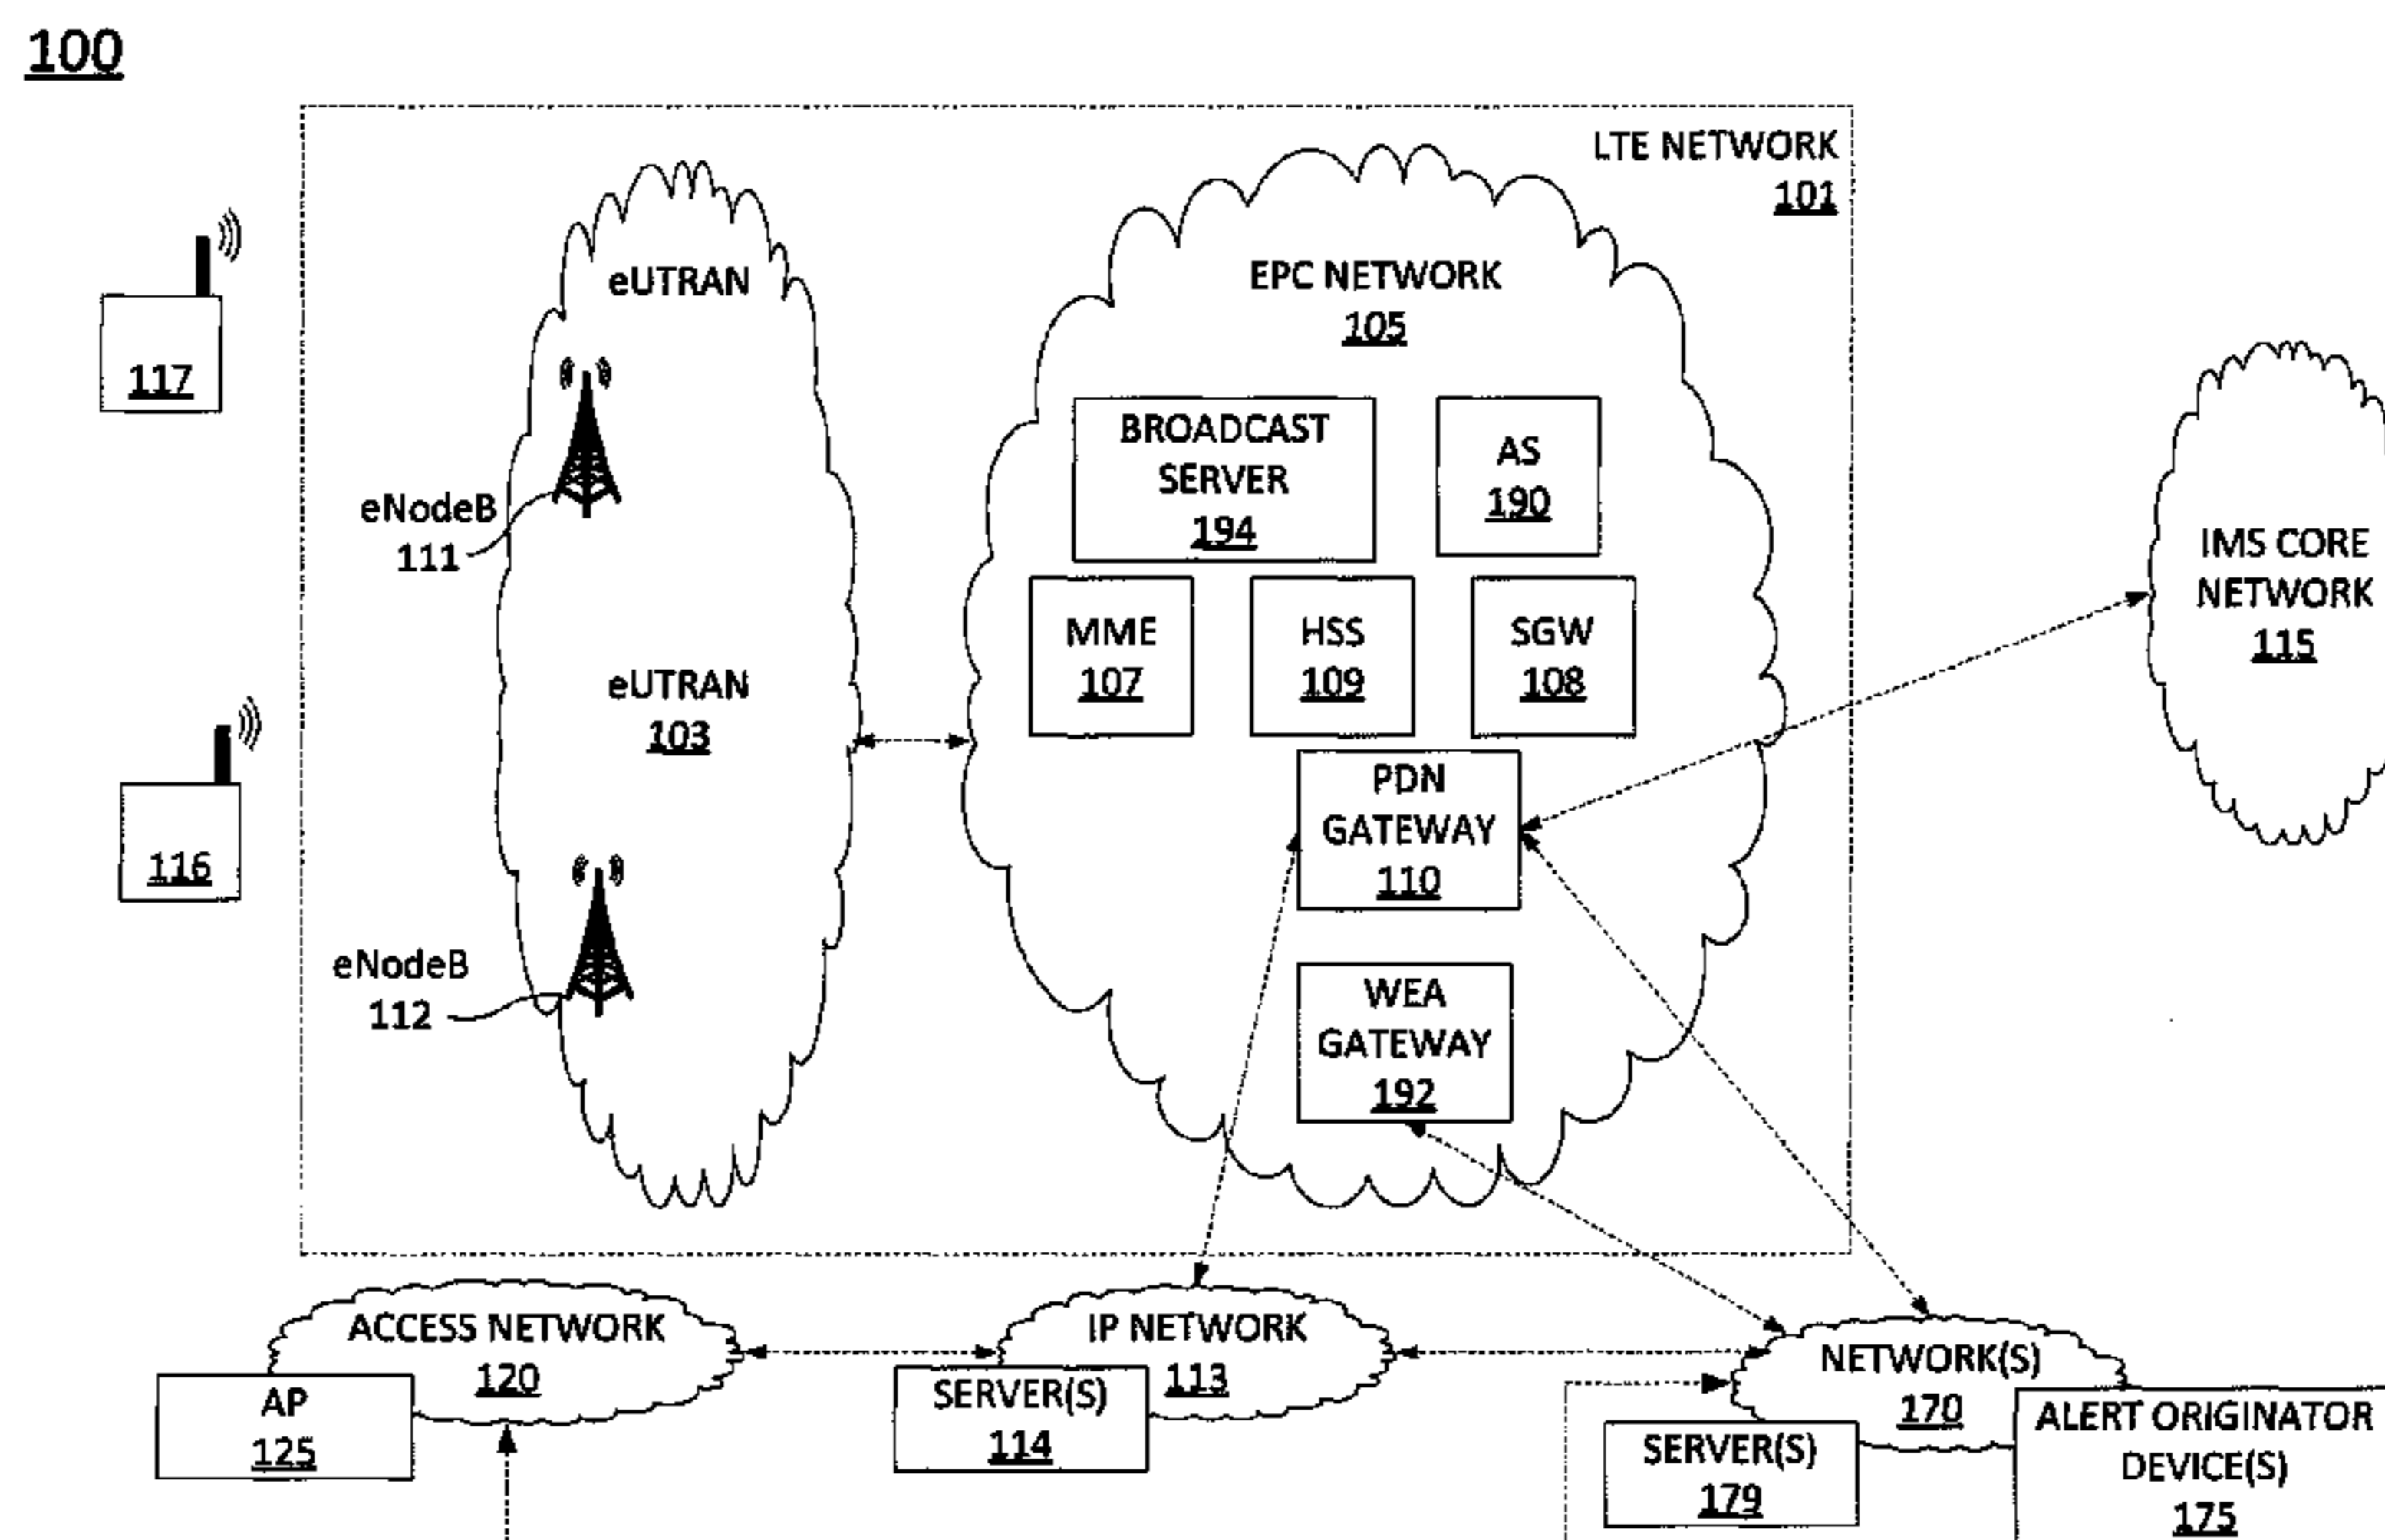 100
LTE NETWORK
101
eUTRAN
EPC NETWORK
105
117
BROADCAST
SERVER
194
AS
190
eNodeB
111
IMS CORE
NETWORK
115
MME
107
HSS
109
SGW
108
eUTRAN
103
PDN
GATEWAY
110
116
eNodeB
112
WEA
GATEWAY
192
ACCESS NETWORK
120
AP
125
IP NETWORK
113
SERVER(S)
114
NETWORK(S)
170
SERVER(S)
179
ALERT ORIGINATOR
DEVICE(S)
175